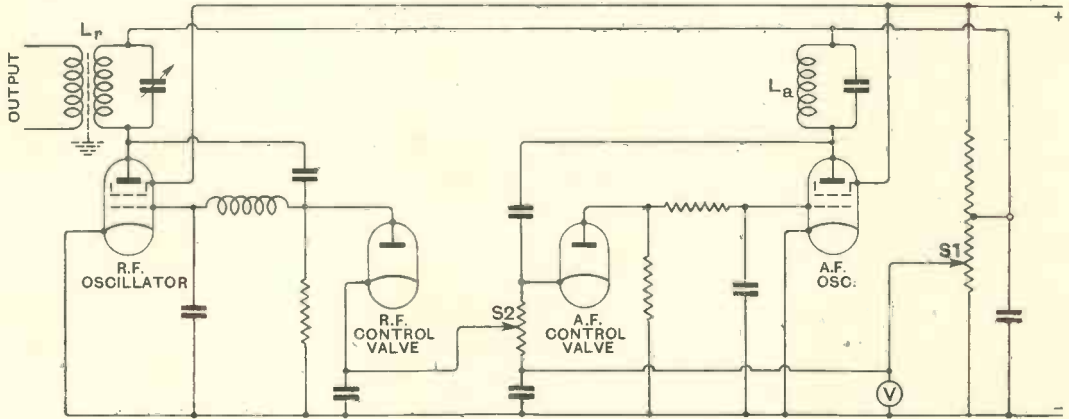 Lr
OUTPUT
La
+
R.F.
OSCILLATOR
R.F.
CONTROL
VALVE
S2
A.F.
CONTROL
VALVE
A.F.
OSC.
S1
V
−